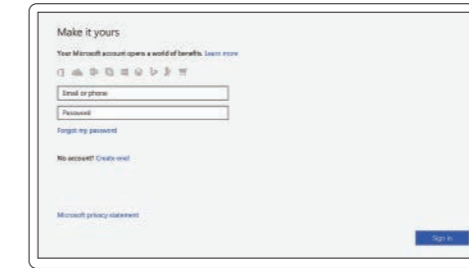 Make it yours
Your Microsoft account opens a world of benefits. Learn more
Email or phone
Password
Forgot my password
No account? Create one!
Microsoft privacy statement
Sign in